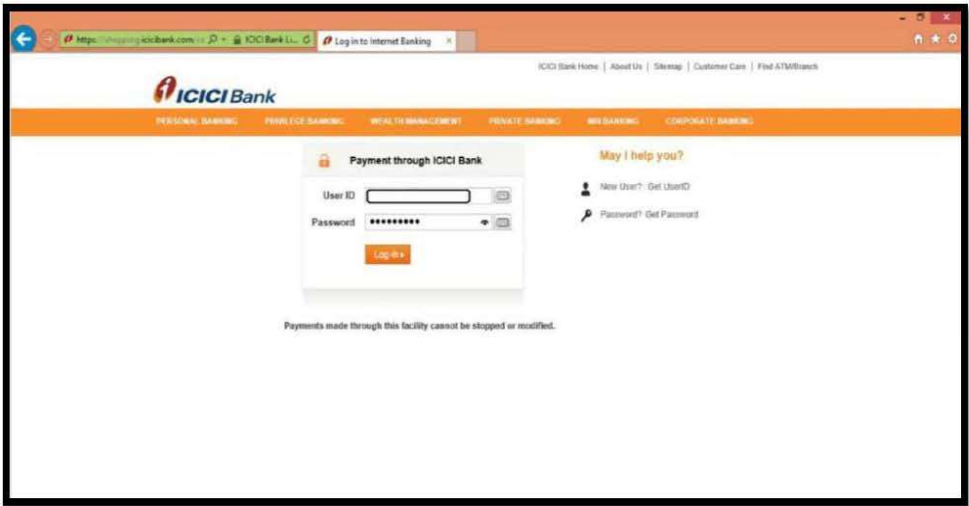 https://shopping.icicibank.com ICICI Bank Li... Log in to Internet Banking
ICICI Bank Home | About Us | Sitemap | Customer Care | Find ATM/Branch
ICICI Bank
PERSONAL BANKING PRIVILEGE BANKING WEALTH MANAGEMENT PRIVATE BANKING NRI BANKING CORPORATE BANKING
Payment through ICICI Bank
User ID
Password •••••••••
Log-in
May I help you?
New User? Get UserID
Password? Get Password
Payments made through this facility cannot be stopped or modified.